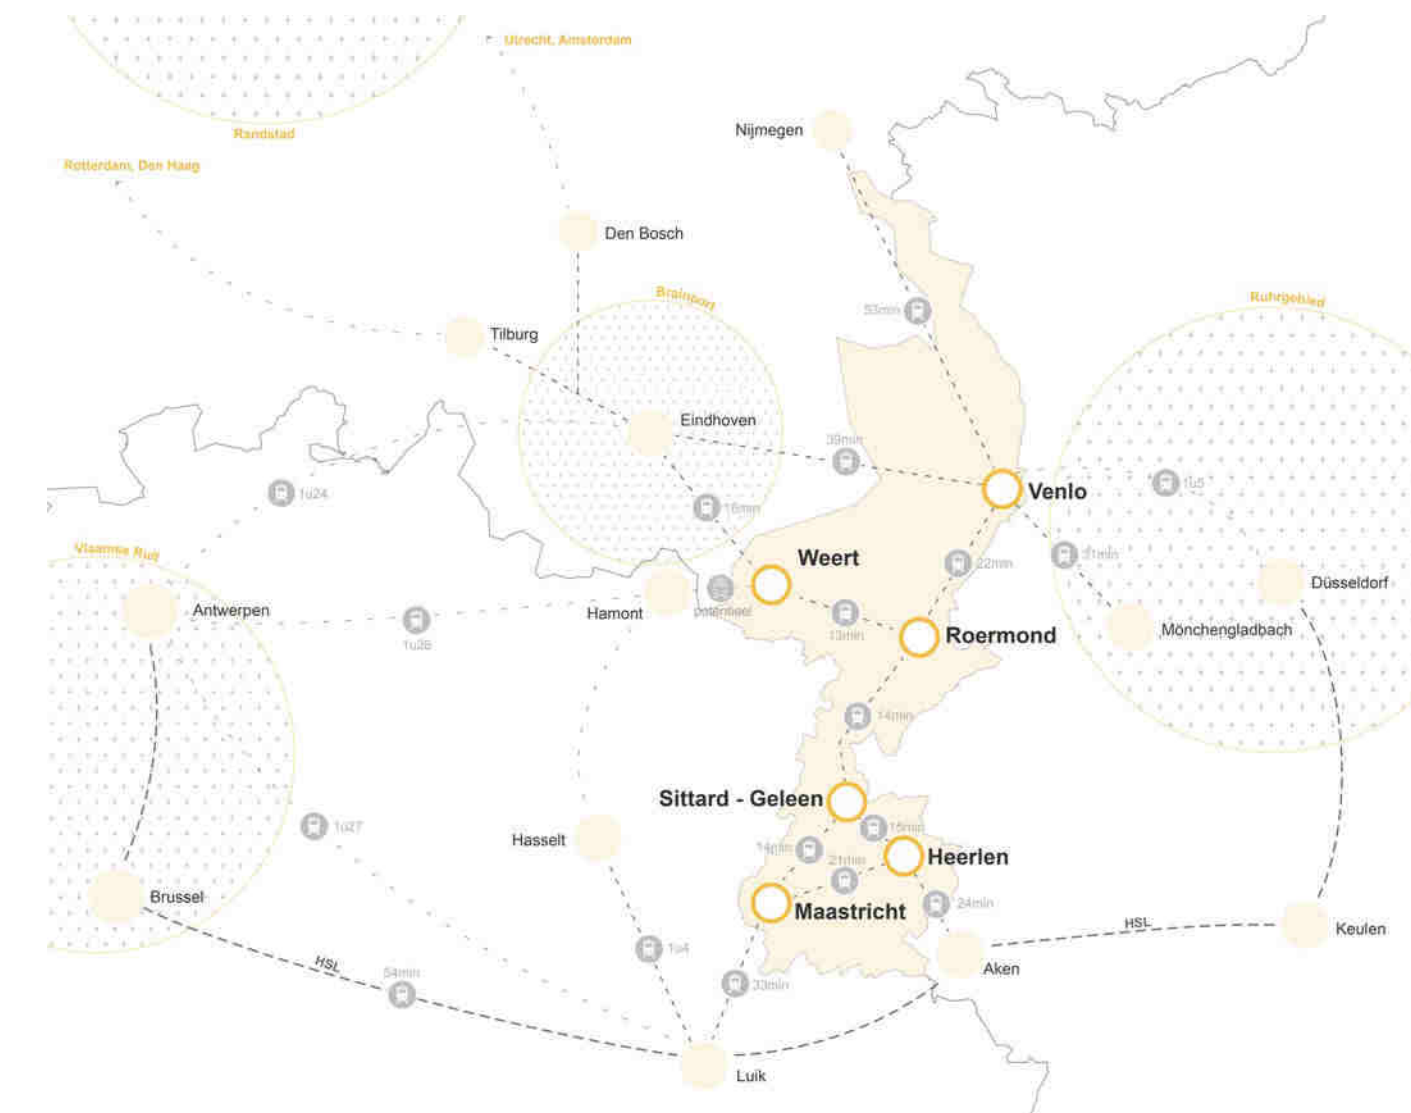 Utrecht, Amsterdam
Randstad
Nijmegen
Rotterdam, Den Haag
Den Bosch
Brainport
Ruhrgebied
53min
Tilburg
Eindhoven
39min
Venlo
1u5
1u24
16min
Vlaamse Ruit
Weert
22min
31min
Düsseldorf
Antwerpen
Hamont
potentieel
13min
Roermond
Mönchengladbach
14min
Sittard - Geleen
1u27
Hasselt
14min
15min
21min
Heerlen
Brussel
Maastricht
24min
HSL
Keulen
1u4
HSL
54min
33min
Aken
Luik